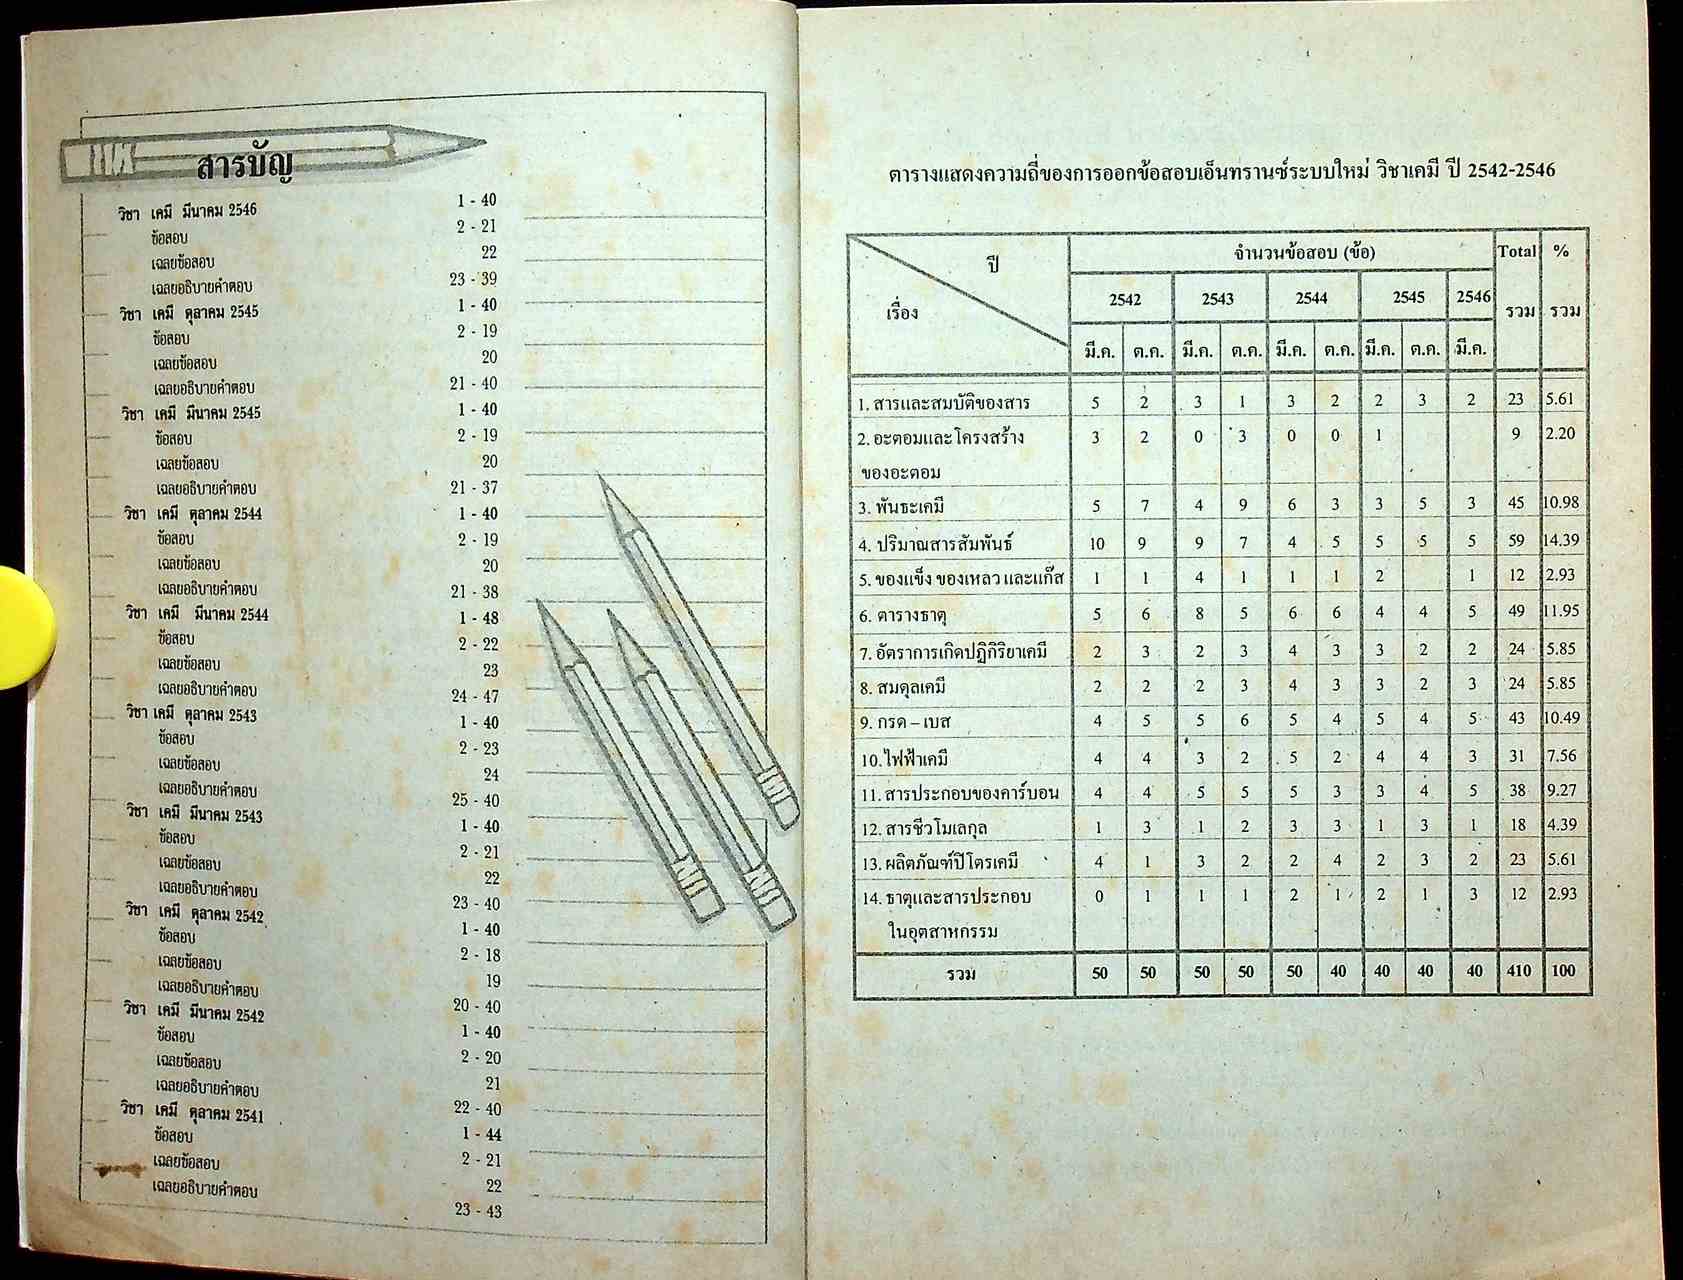 สารบัญ
วิชา เคมี มีนาคม 2546 1 - 40
ข้อสอบ 2 - 21
เฉลยข้อสอบ 22
เฉลยอธิบายคำตอบ 23 - 39
วิชา เคมี ตุลาคม 2545 1 - 40
ข้อสอบ 2 - 19
เฉลยข้อสอบ 20
เฉลยอธิบายคำตอบ 21 - 40
วิชา เคมี มีนาคม 2545 1 - 40
ข้อสอบ 2 - 19
เฉลยข้อสอบ 20
เฉลยอธิบายคำตอบ 21 - 37
วิชา เคมี ตุลาคม 2544 1 - 40
ข้อสอบ 2 - 19
เฉลยข้อสอบ 20
เฉลยอธิบายคำตอบ 21 - 38
วิชา เคมี มีนาคม 2544 1 - 48
ข้อสอบ 2 - 22
เฉลยข้อสอบ 23
เฉลยอธิบายคำตอบ 24 - 47
วิชา เคมี ตุลาคม 2543 1 - 40
ข้อสอบ 2 - 23
เฉลยข้อสอบ 24
เฉลยอธิบายคำตอบ 25 - 40
วิชา เคมี มีนาคม 2543 1 - 40
ข้อสอบ 2 - 21
เฉลยข้อสอบ 22
เฉลยอธิบายคำตอบ 23 - 40
วิชา เคมี ตุลาคม 2542 1 - 40
ข้อสอบ 2 - 18
เฉลยข้อสอบ 19
เฉลยอธิบายคำตอบ 20 - 40
วิชา เคมี มีนาคม 2542 1 - 40
ข้อสอบ 2 - 20
เฉลยข้อสอบ 21
เฉลยอธิบายคำตอบ 22 - 40
วิชา เคมี ตุลาคม 2541 1 - 44
ข้อสอบ 2 - 21
เฉลยข้อสอบ 22
เฉลยอธิบายคำตอบ 23 - 43
ตารางแสดงความถี่ของการออกข้อสอบเอ็นทรานซ์ระบบใหม่ วิชาเคมี ปี 2542-2546
ปี จำนวนข้อสอบ (ข้อ) Total %
เรื่อง 2542 2543 2544 2545 2546 รวม รวม
มี.ค. ต.ค. มี.ค. ต.ค. มี.ค. ต.ค. มี.ค. ต.ค. มี.ค.
1. สารและสมบัติของสาร 5 2 3 1 3 2 2 3 2 23 5.61
2. อะตอมและโครงสร้าง 3 2 0 3 0 0 1 9 2.20
ของอะตอม
3. พันธะเคมี 5 7 4 9 6 3 3 5 3 45 10.98
4. ปริมาณสารสัมพันธ์ 10 9 9 7 4 5 5 5 5 59 14.39
5. ของแข็ง ของเหลว และแก๊ส 1 1 4 1 1 1 2 1 12 2.93
6. ตารางธาตุ 5 6 8 5 6 6 4 4 5 49 11.95
7. อัตราการเกิดปฏิกิริยาเคมี 2 3 2 3 4 3 3 2 2 24 5.85
8. สมดุลเคมี 2 2 2 3 4 3 3 2 3 24 5.85
9. กรด – เบส 4 5 5 6 5 4 5 4 5 43 10.49
10. ไฟฟ้าเคมี 4 4 3 2 5 2 4 4 3 31 7.56
11. สารประกอบของคาร์บอน 4 4 5 5 5 3 3 4 5 38 9.27
12. สารชีวโมเลกุล 1 3 1 2 3 3 1 3 1 18 4.39
13. ผลิตภัณฑ์ปิโตรเคมี 4 1 3 2 2 4 2 3 2 23 5.61
14. ธาตุและสารประกอบ 0 1 1 1 2 1 2 1 3 12 2.93
ในอุตสาหกรรม
รวม 50 50 50 50 50 40 40 40 40 410 100